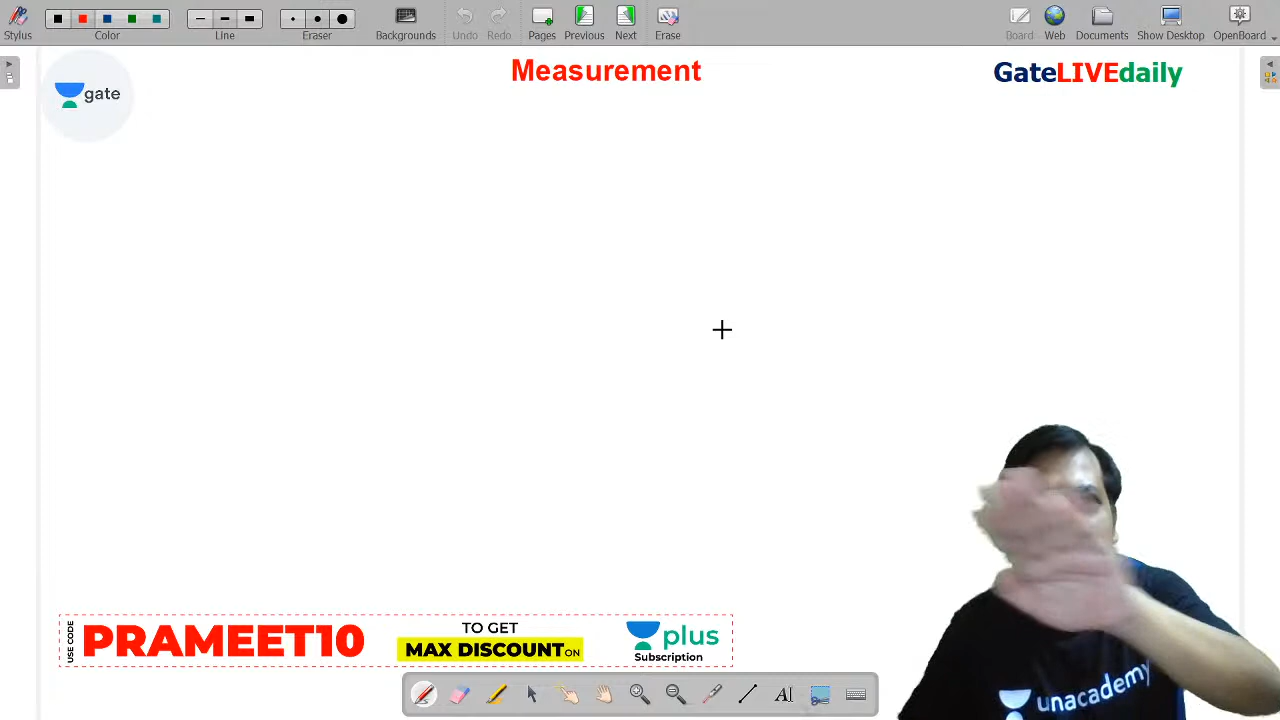 Stylus Color Line Eraser Backgrounds Undo Redo Pages Previous Next Erase Board Web Documents Show Desktop OpenBoard
gate
Measurement
GateLIVEdaily
USE CODE
PRAMEET10
TO GET
MAX DISCOUNT ON
plus
Subscription
unacademy